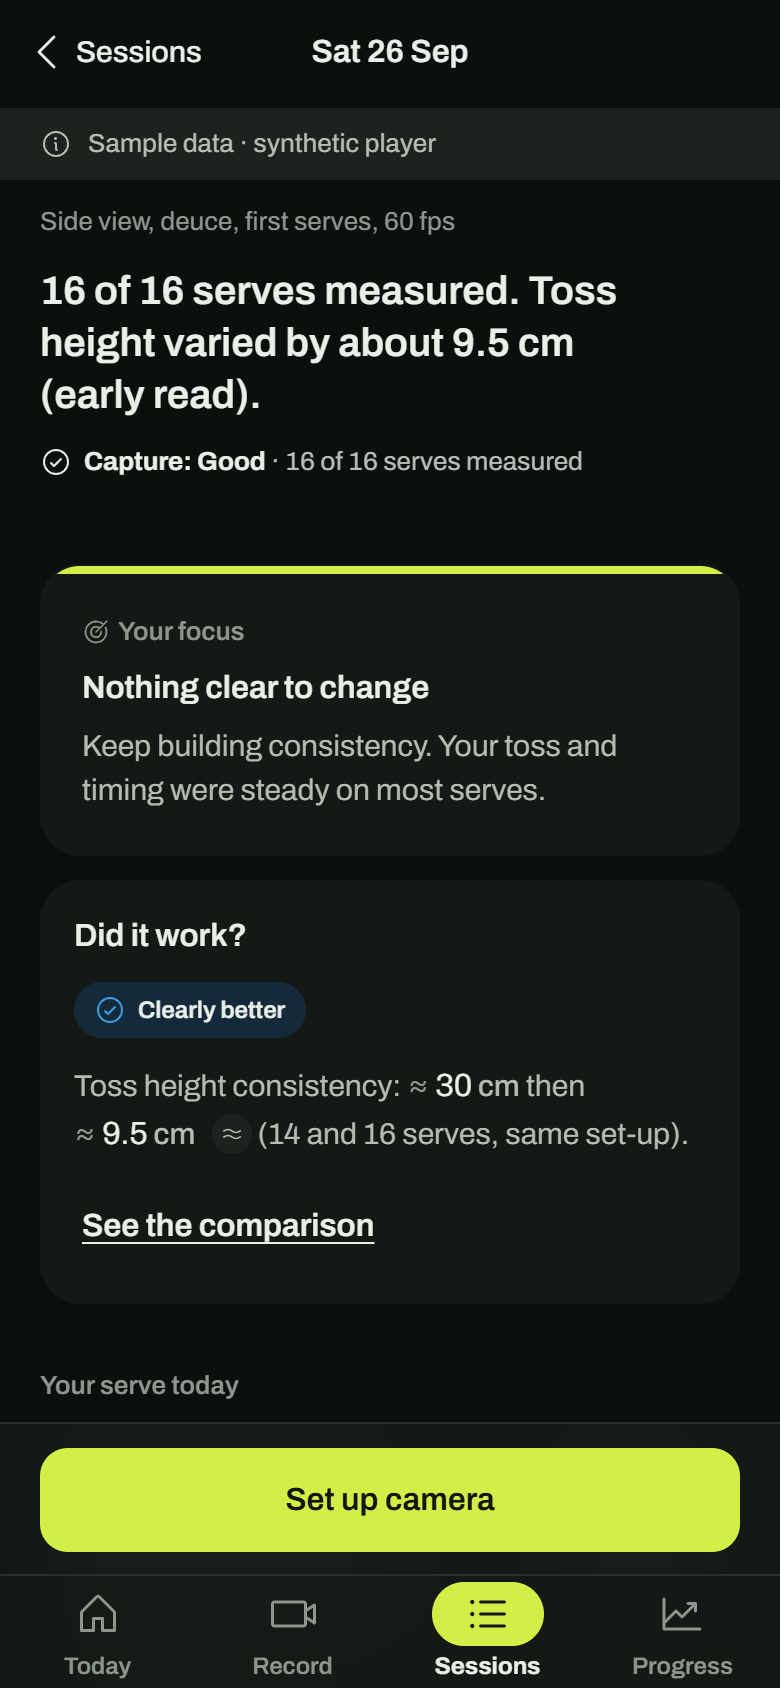 Sessions
Sat 26 Sep
Sample data · synthetic player
Side view, deuce, first serves, 60 fps
16 of 16 serves measured. Toss
height varied by about 9.5 cm
(early read).
Capture: Good · 16 of 16 serves measured
Your focus
Nothing clear to change
Keep building consistency. Your toss and
timing were steady on most serves.
Did it work?
Clearly better
Toss height consistency: ≈ 30 cm then
≈ 9.5 cm ≈ (14 and 16 serves, same set-up).
See the comparison
Your serve today
Set up camera
Today
Record
Sessions
Progress